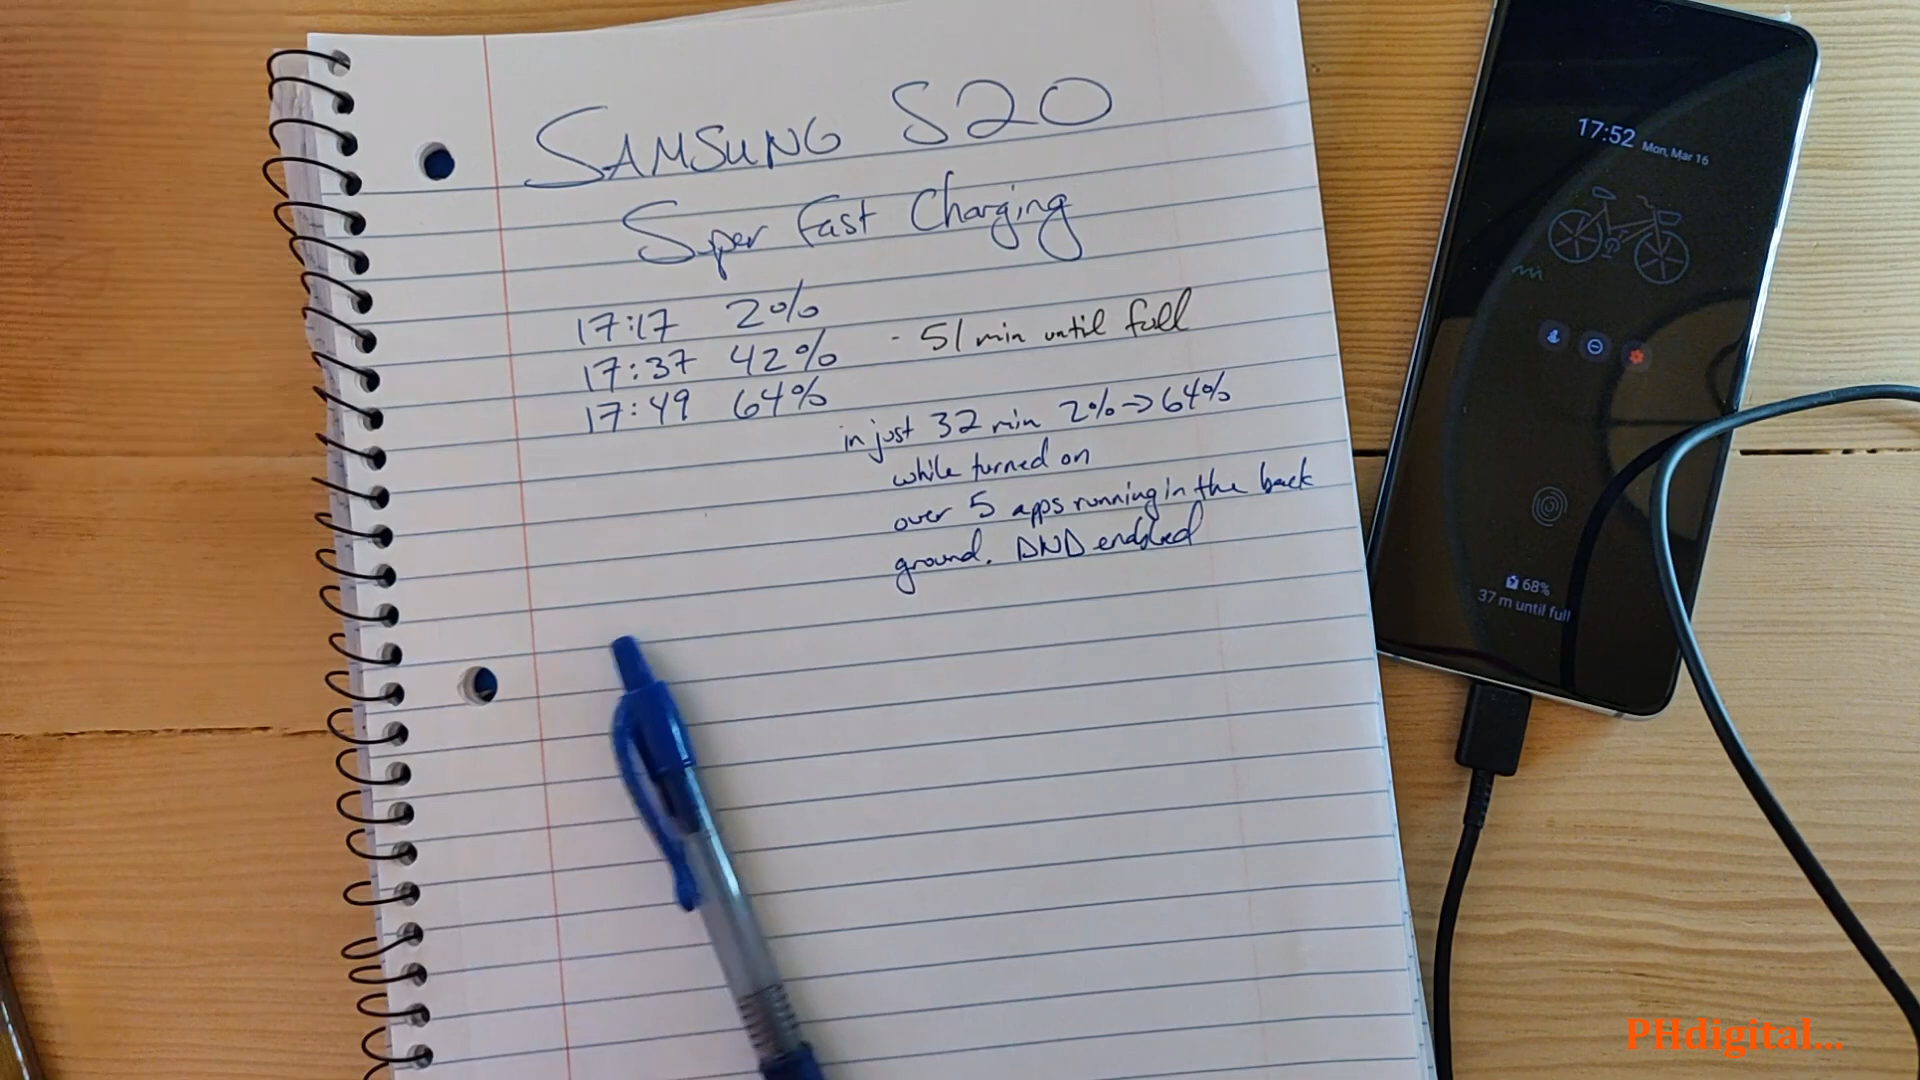 SAMSUNG S20
Super Fast Charging
17:17 2%
17:37 42% - 51 min until full
17:49 64%
in just 32 min 2%→64%
while turned on
over 5 apps running in the back
ground. DND enabled
17:52 Mon, Mar 16
68%
37 m until full
PHdigital...